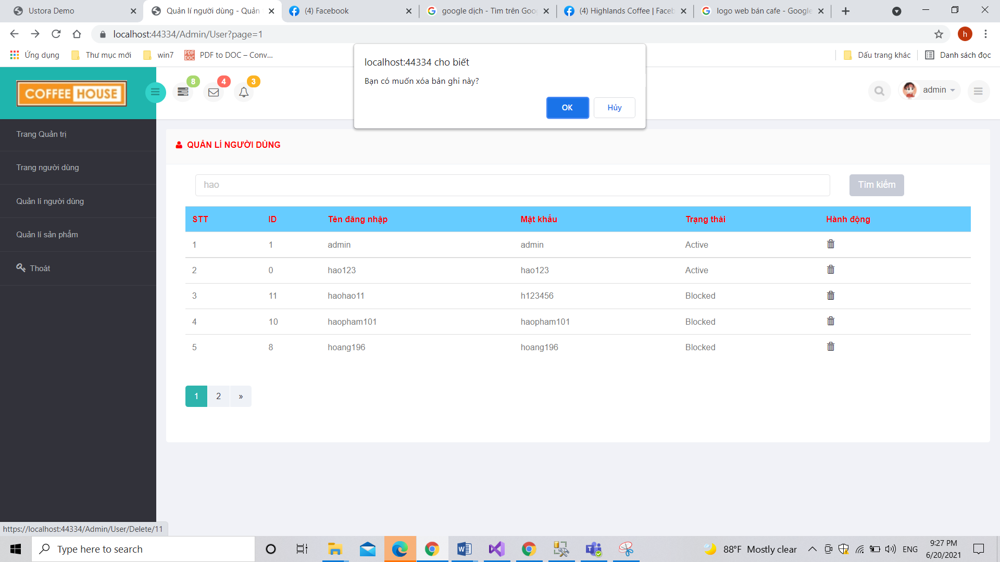 Ustora Demo
Quản lí người dùng - Quản
(4) Facebook
google dịch - Tìm trên Goo
(4) Highlands Coffee | Faceb
logo web bán cafe - Google
localhost:44334/Admin/User?page=1
h
Ứng dụng
Thư mục mới
win7
PDF DOC
PDF to DOC – Conv...
Dấu trang khác
Danh sách đọc
localhost:44334 cho biết
Bạn có muốn xóa bản ghi này?
OK
Hủy
COFFEE HOUSE
8
4
3
admin
Trang Quản trị
Trang người dùng
Quản lí người dùng
Quản lí sản phẩm
Thoát
QUẢN LÍ NGƯỜI DÙNG
hao
Tìm kiếm
STT ID Tên đăng nhập Mật khẩu Trạng thái Hành động
1 1 admin admin Active
2 0 hao123 hao123 Active
3 11 haohao11 h123456 Blocked
4 10 haopham101 haopham101 Blocked
5 8 hoang196 hoang196 Blocked
1 2 »
https://localhost:44334/Admin/User/Delete/11
Type here to search
88°F Mostly clear
ENG
9:27 PM
6/20/2021